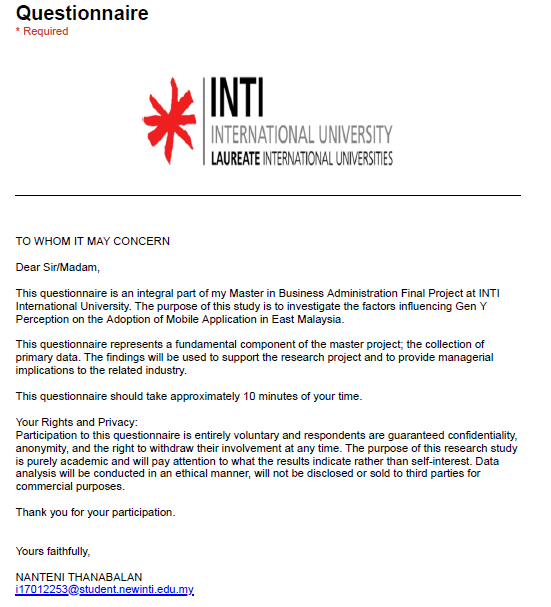 Questionnaire
* Required
INTI
INTERNATIONAL UNIVERSITY
LAUREATE INTERNATIONAL UNIVERSITIES
TO WHOM IT MAY CONCERN
Dear Sir/Madam,
This questionnaire is an integral part of my Master in Business Administration Final Project at INTI
International University. The purpose of this study is to investigate the factors influencing Gen Y
Perception on the Adoption of Mobile Application in East Malaysia.
This questionnaire represents a fundamental component of the master project; the collection of
primary data. The findings will be used to support the research project and to provide managerial
implications to the related industry.
This questionnaire should take approximately 10 minutes of your time.
Your Rights and Privacy:
Participation to this questionnaire is entirely voluntary and respondents are guaranteed confidentiality,
anonymity, and the right to withdraw their involvement at any time. The purpose of this research study
is purely academic and will pay attention to what the results indicate rather than self-interest. Data
analysis will be conducted in an ethical manner, will not be disclosed or sold to third parties for
commercial purposes.
Thank you for your participation.
Yours faithfully,
NANTENI THANABALAN
i17012253@student.newinti.edu.my